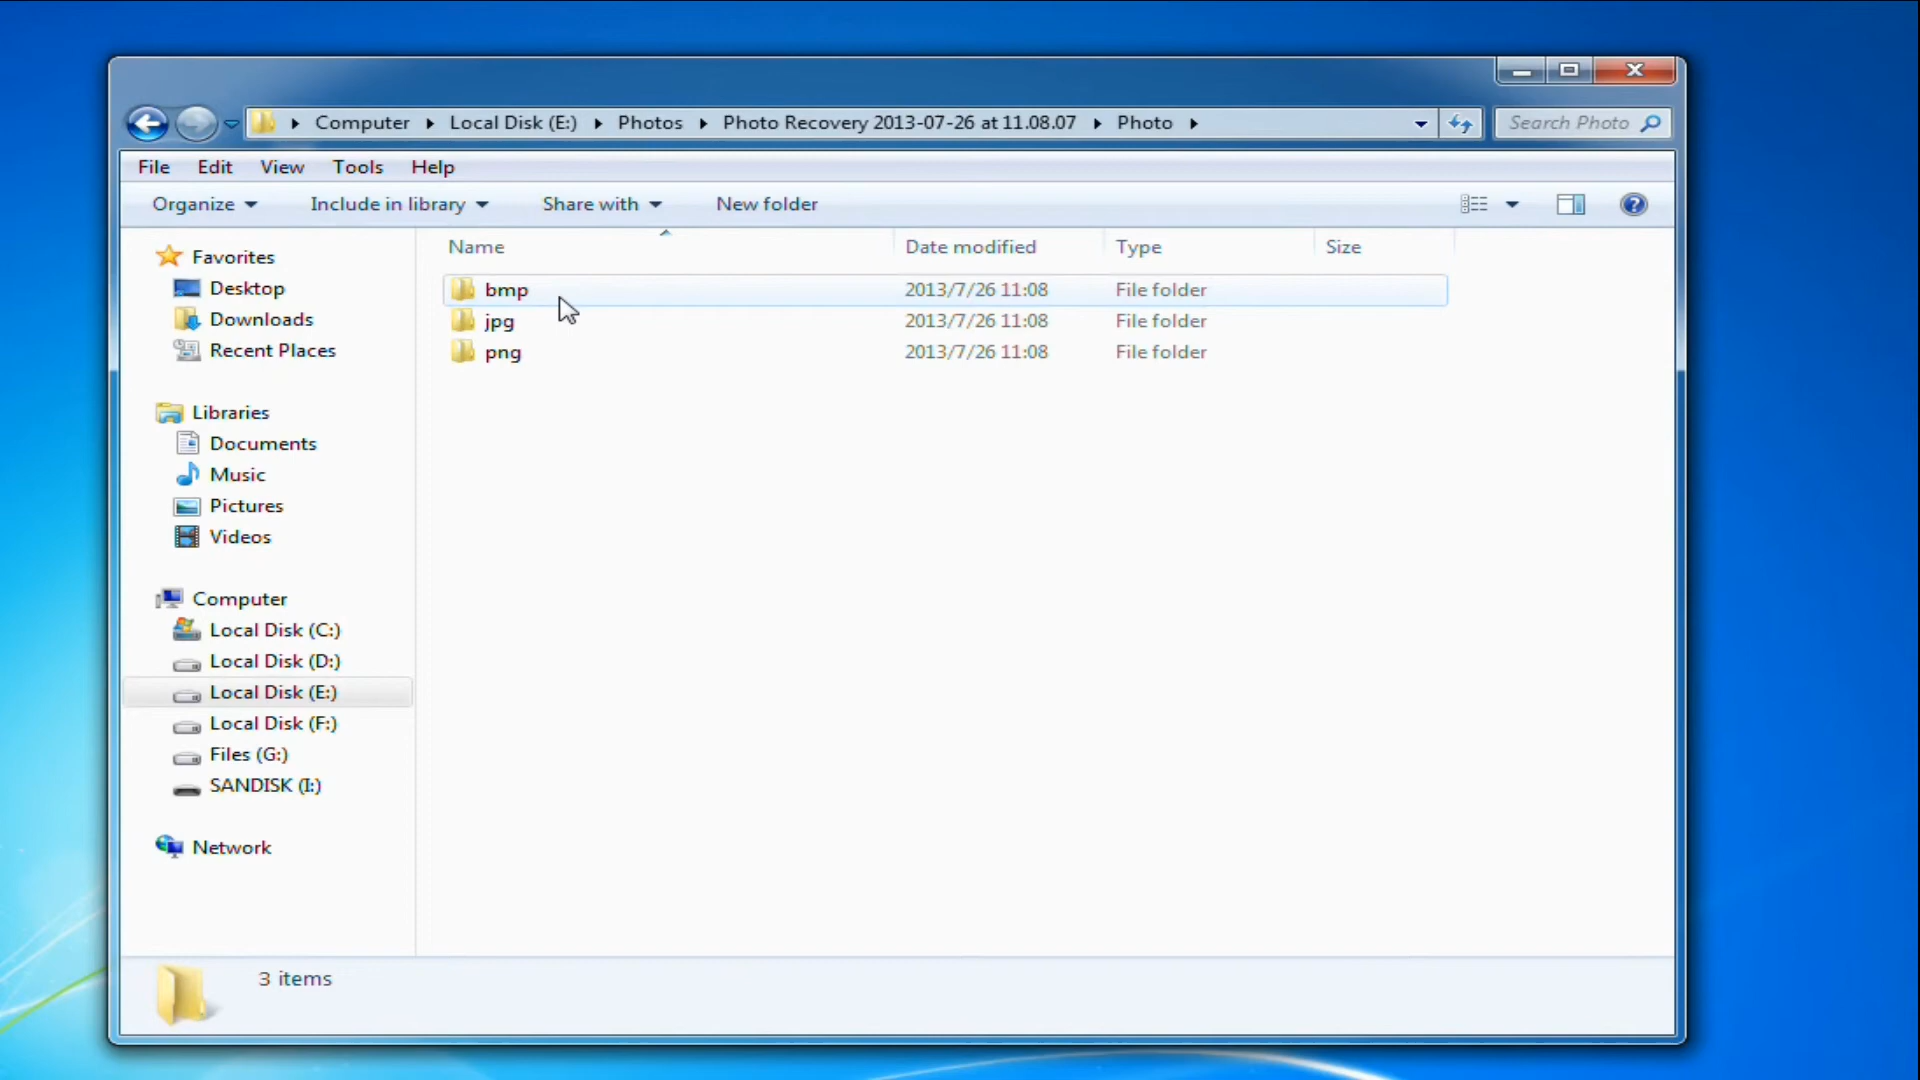 Computer Local Disk (E:) Photos Photo Recovery 2013-07-26 at 11.08.07 Photo Search Photo
File Edit View Tools Help
Organize Include in library Share with New folder
Name Date modified Type Size
bmp 2013/7/26 11:08 File folder
jpg 2013/7/26 11:08 File folder
png 2013/7/26 11:08 File folder
Favorites
Desktop
Downloads
Recent Places
Libraries
Documents
Music
Pictures
Videos
Computer
Local Disk (C:)
Local Disk (D:)
Local Disk (E:)
Local Disk (F:)
Files (G:)
SANDISK (I:)
Network
3 items